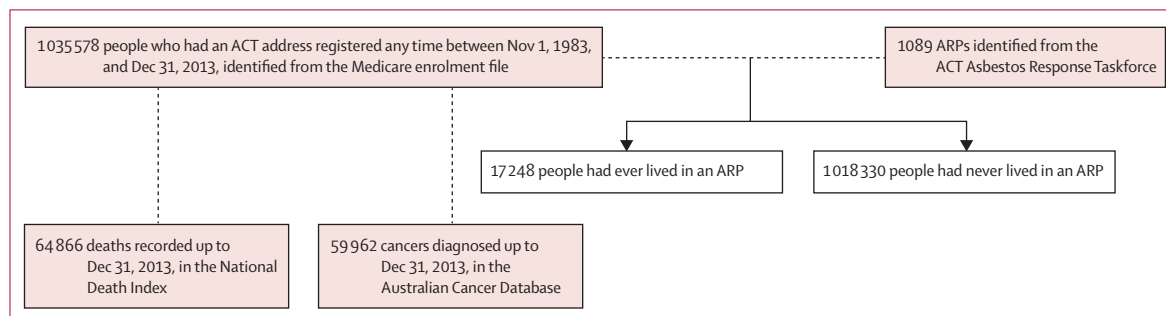 1035578 people who had an ACT address registered any time between Nov 1, 1983,
and Dec 31, 2013, identified from the Medicare enrolment file
1089 ARPs identified from the
ACT Asbestos Response Taskforce
17248 people had ever lived in an ARP
1018330 people had never lived in an ARP
64866 deaths recorded up to
Dec 31, 2013, in the National
Death Index
59962 cancers diagnosed up to
Dec 31, 2013, in the
Australian Cancer Database